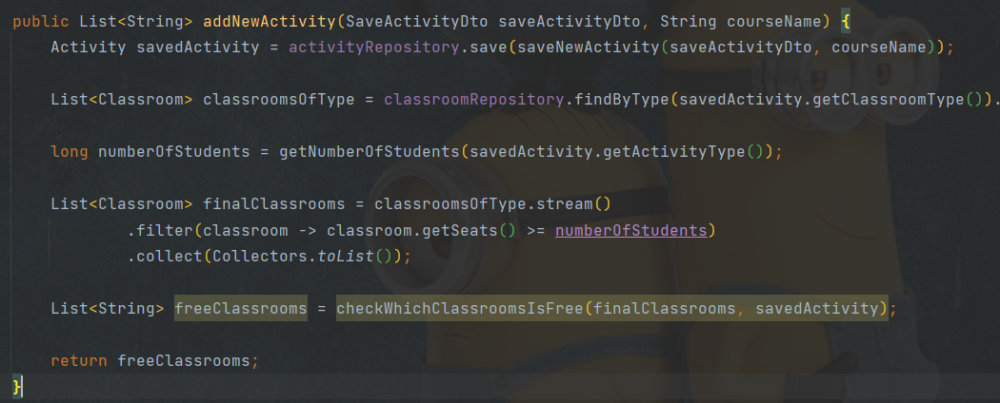 public List<String> addNewActivity(SaveActivityDto saveActivityDto, String courseName) {
Activity savedActivity = activityRepository.save(saveNewActivity(saveActivityDto, courseName));
List<Classroom> classroomsOfType = classroomRepository.findByType(savedActivity.getClassroomType()).
long numberOfStudents = getNumberOfStudents(savedActivity.getActivityType());
List<Classroom> finalClassrooms = classroomsOfType.stream()
.filter(classroom -> classroom.getSeats() >= numberOfStudents)
.collect(Collectors.toList());
List<String> freeClassrooms = checkWhichClassroomsIsFree(finalClassrooms, savedActivity);
return freeClassrooms;
}